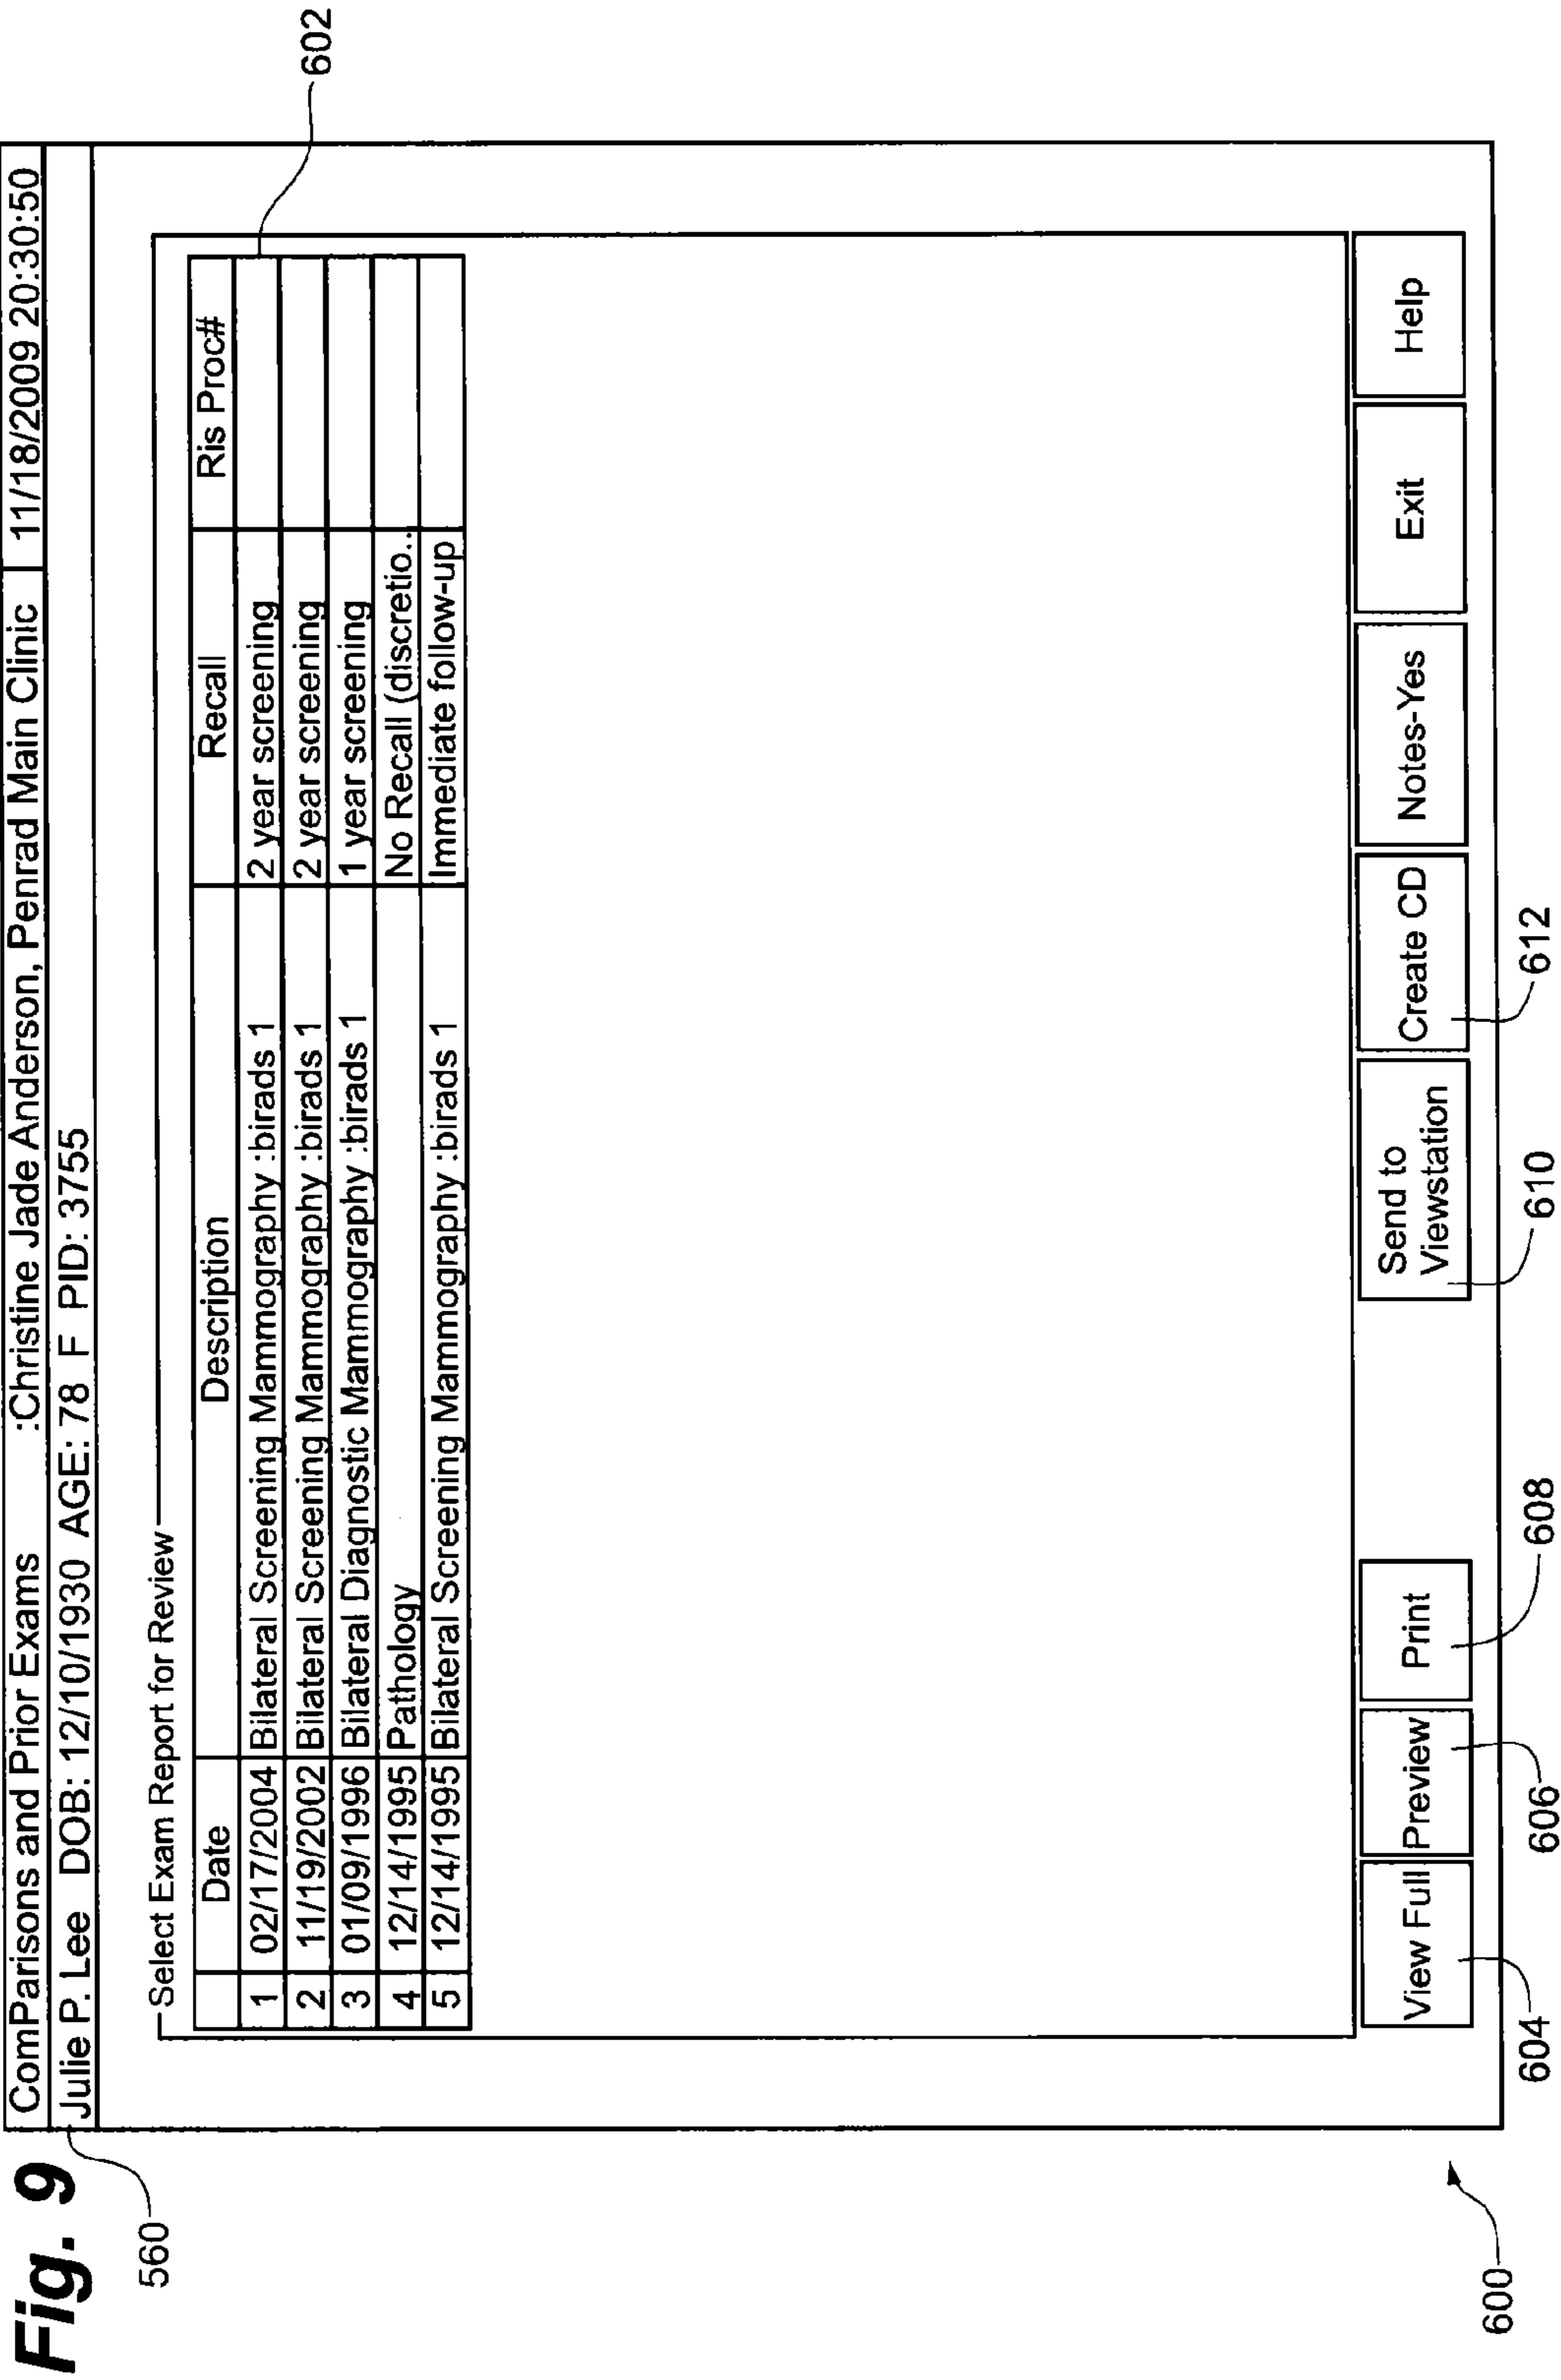 Fig. 9
ComParisons and Prior Exams :Christine Jade Anderson, Penrad Main Clinic 11/18/2009 20:30:50
Julie P. Lee DOB: 12/10/1930 AGE: 78 F PID: 3755
560
Select Exam Report for Review
Date Description Recall Ris Proc#
1 02/17/2004 Bilateral Screening Mammography :birads 1 2 year screening
602
2 11/19/2002 Bilateral Screening Mammography :birads 1 2 year screening
3 01/09/1996 Bilateral Diagnostic Mammography :birads 1 1 year screening
4 12/14/1995 Pathology No Recall (discretio..
5 12/14/1995 Bilateral Screening Mammography :birads 1 Immediate follow-up
View Full Preview Print Send to Create CD Notes-Yes Exit Help
Viewstation
600 604 606 608 610 612